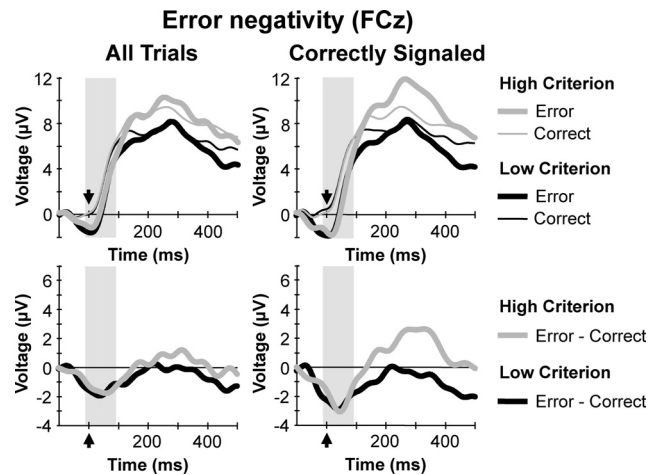 Error negativity (FCz)
All Trials
Correctly Signaled
Voltage (µV)
12
8
4
0
200
400
Time (ms)
Voltage (µV)
12
8
4
0
200
400
Time (ms)
High Criterion
Error
Correct
Low Criterion
Error
Correct
Voltage (µV)
6
4
2
0
-2
-4
200
400
Time (ms)
Voltage (µV)
6
4
2
0
-2
-4
200
400
Time (ms)
High Criterion
Error - Correct
Low Criterion
Error - Correct